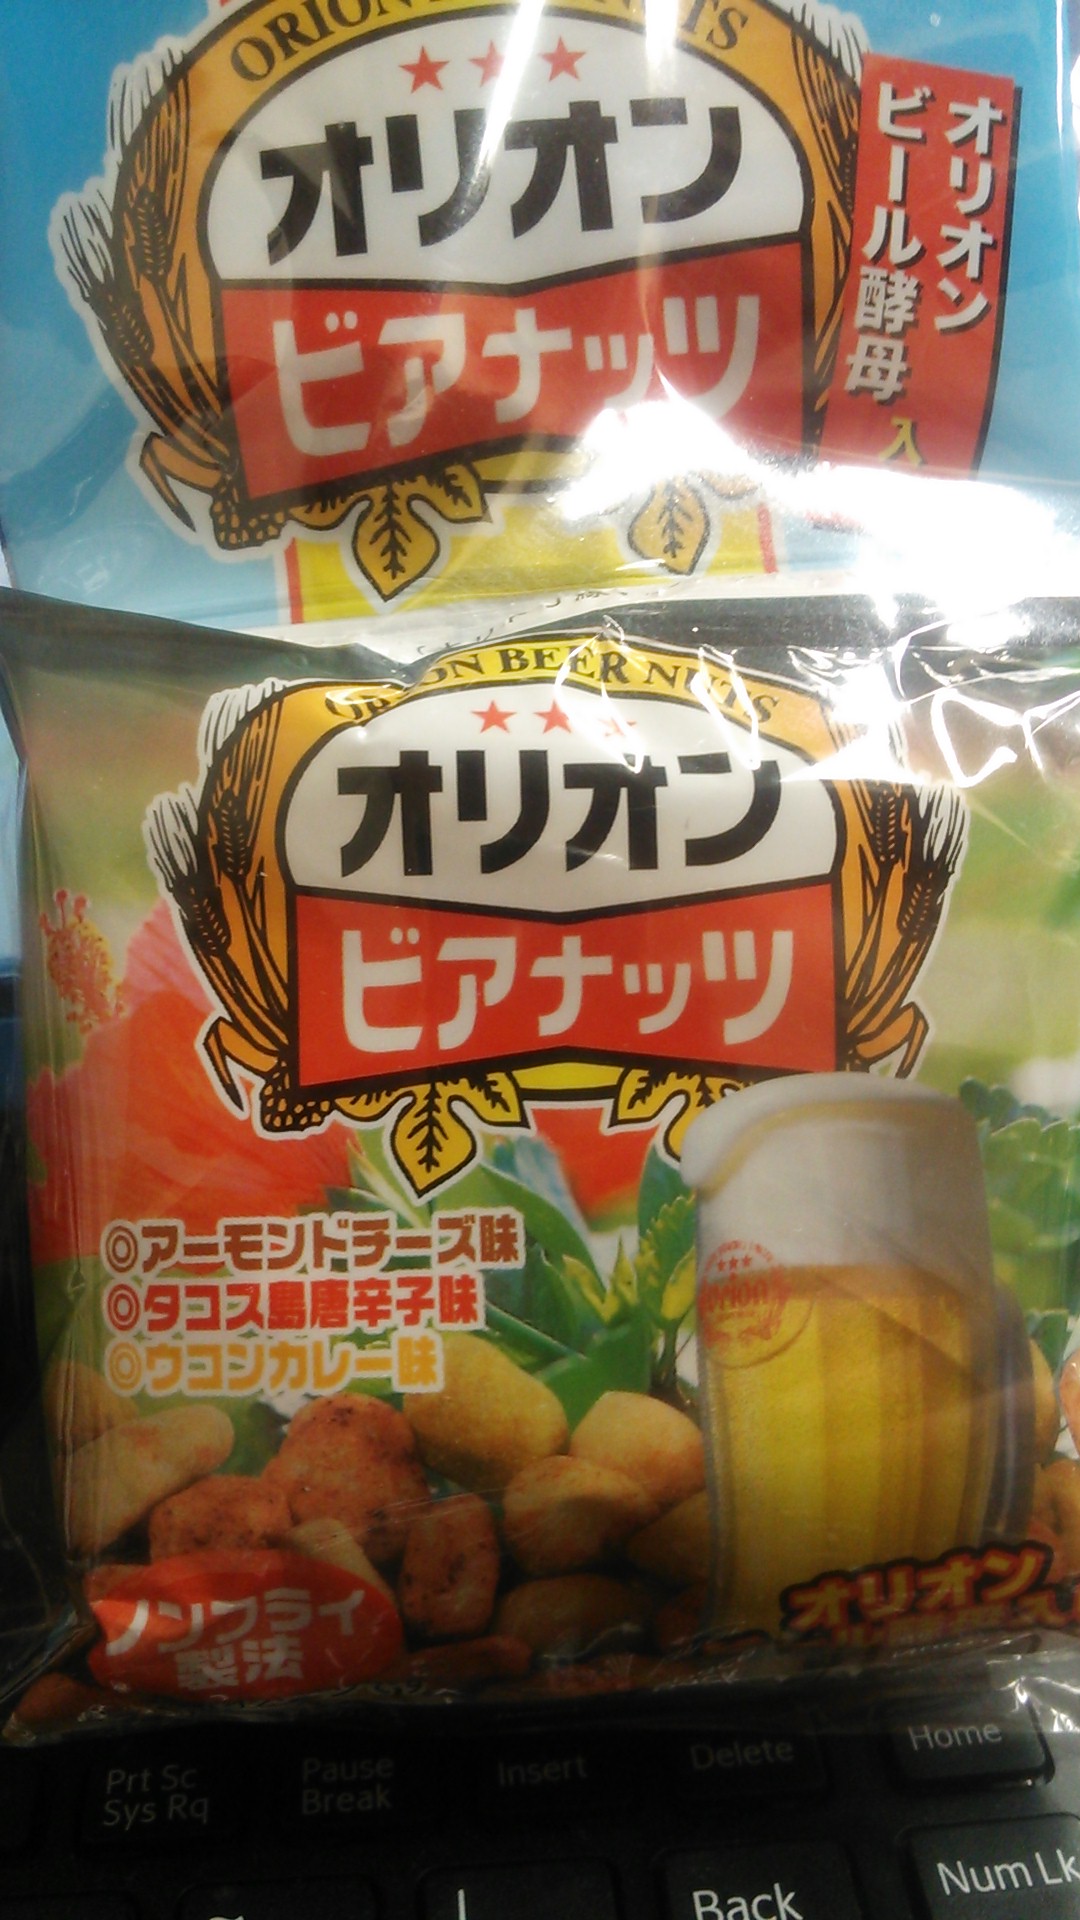 オリオン
ビアナッツ
オリオン
ビール酵母
入
ORION BEER NUTS
オリオン
ビアナッツ
◎アーモンドチーズ味
◎タコス島唐辛子味
◎ウコンカレー味
orion
ノンフライ
製法
オリオン
Prt Sc
Sys Rq
Pause
Break
Insert
Delete
Home
Num Lk
Back